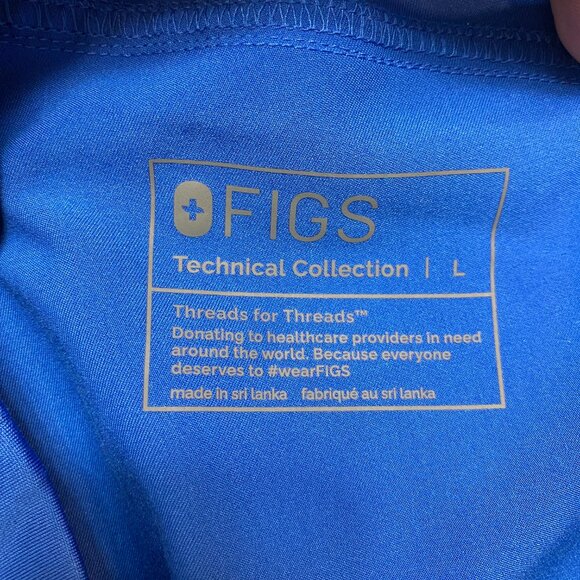 FIGS
Technical Collection | L
Threads for Threads™
Donating to healthcare providers in need
around the world. Because everyone
deserves to #wearFIGS
made in sri lanka fabriqué au sri lanka